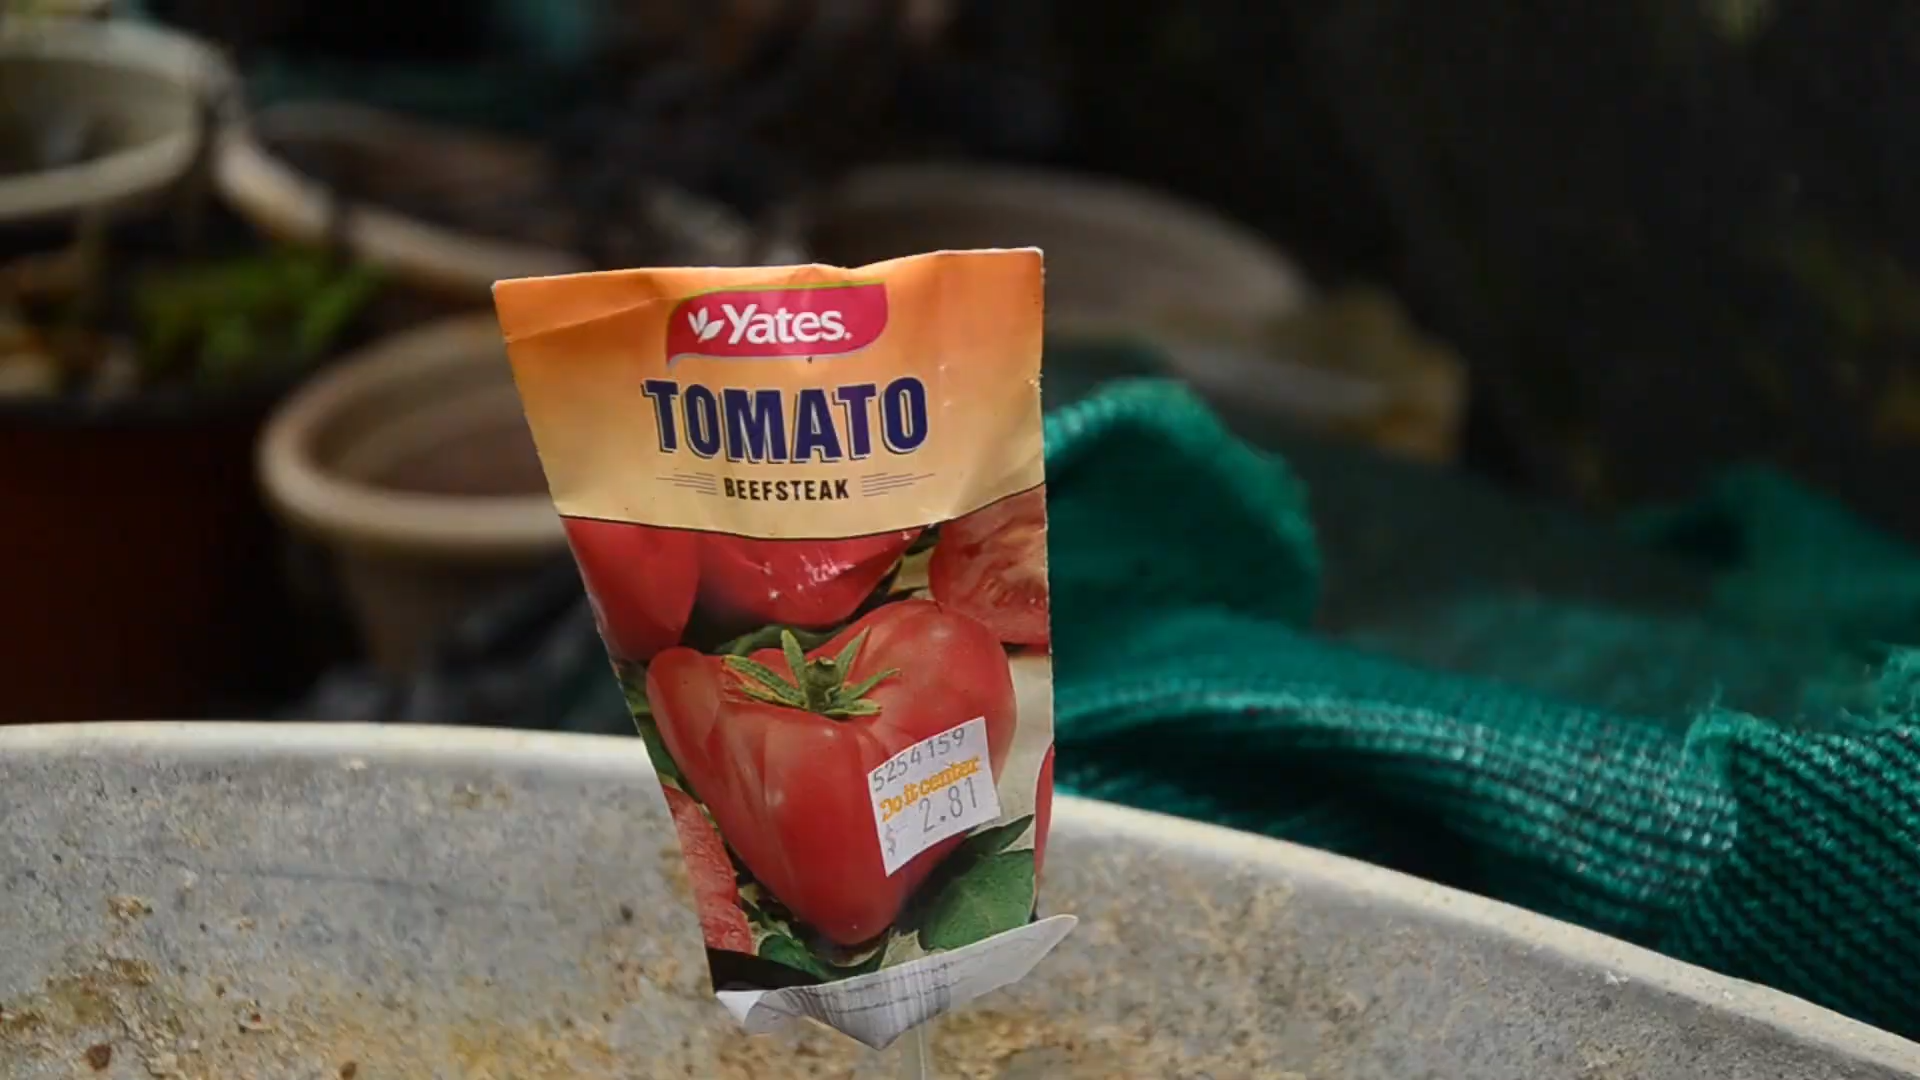 Yates
TOMATO
BEEFSTEAK
5254159
Do it center
$ 2.81